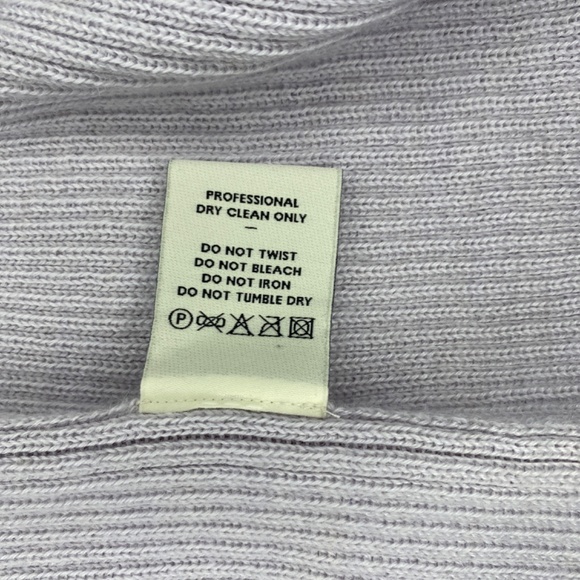 PROFESSIONAL
DRY CLEAN ONLY
–
DO NOT TWIST
DO NOT BLEACH
DO NOT IRON
DO NOT TUMBLE DRY
P